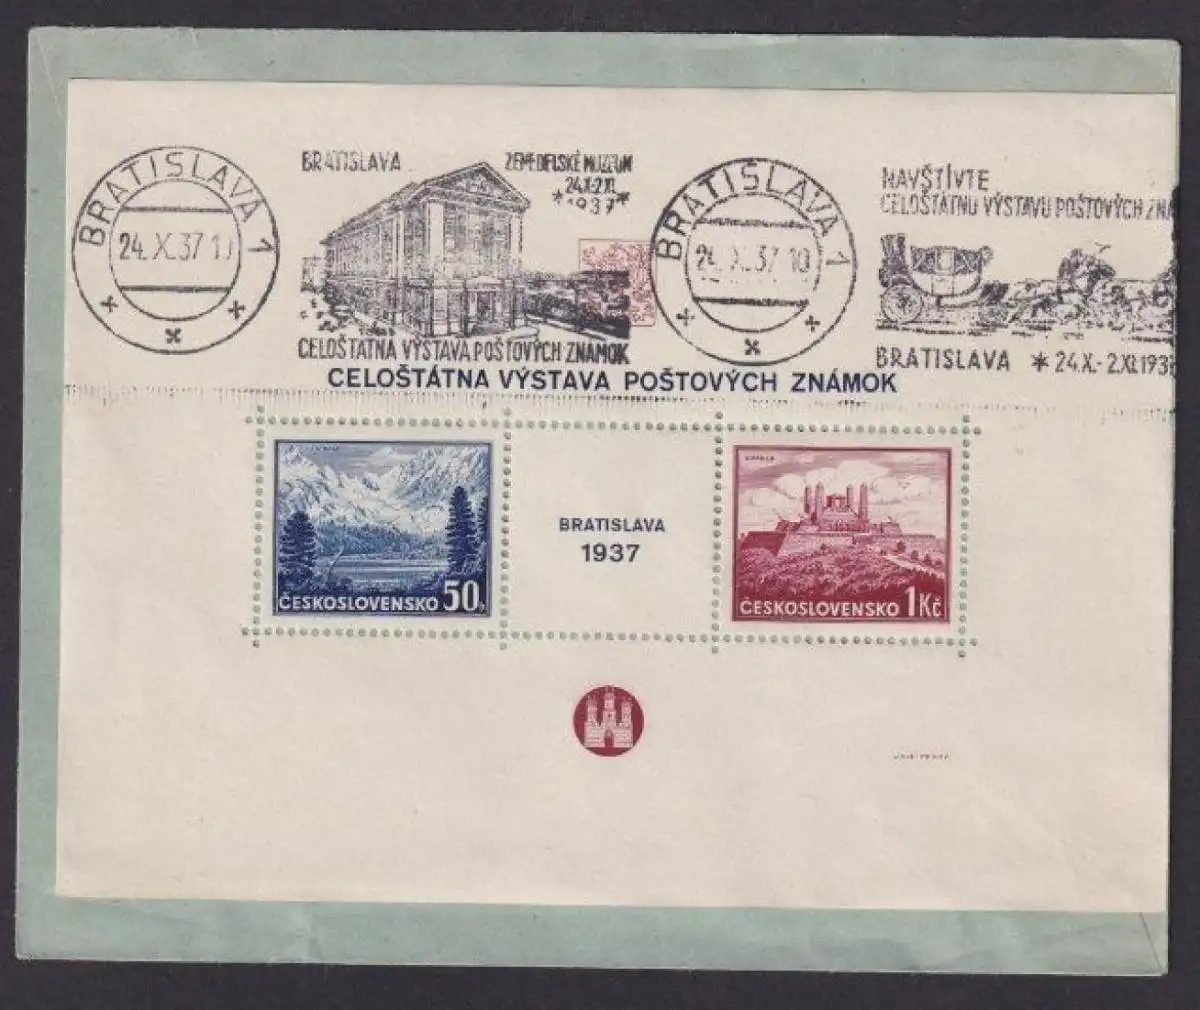 BRATISLAVA 1
24. X. 37 10
BRATISLAVA
ZEMEDELSKÉ MUZEUM
24.X-2.XI.
*1937*
CELOŠTÁTNA VÝSTAVA POŠTOVÝCH ZNÁMOK
BRATISLAVA 1
24. X. 37 10
NAVŠTÍVTE
CELOŠTÁTNU VÝSTAVU POŠTOVÝCH ZNÁ
BRATISLAVA * 24.X.-2.XI.1937
CELOŠTÁTNA VÝSTAVA POŠTOVÝCH ZNÁMOK
ČESKOSLOVENSKO 50h
BRATISLAVA
1937
ČESKOSLOVENSKO 1Kč